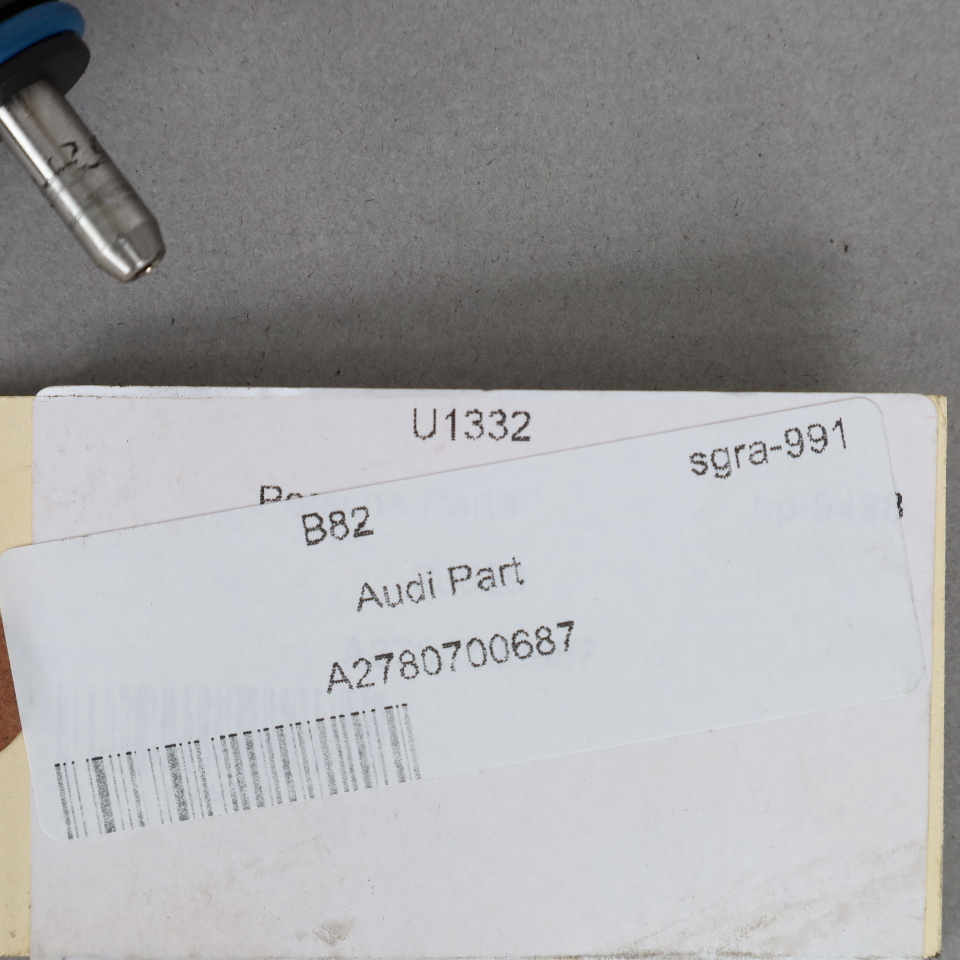 U1332
sgra-991
B82
Audi Part
A2780700687